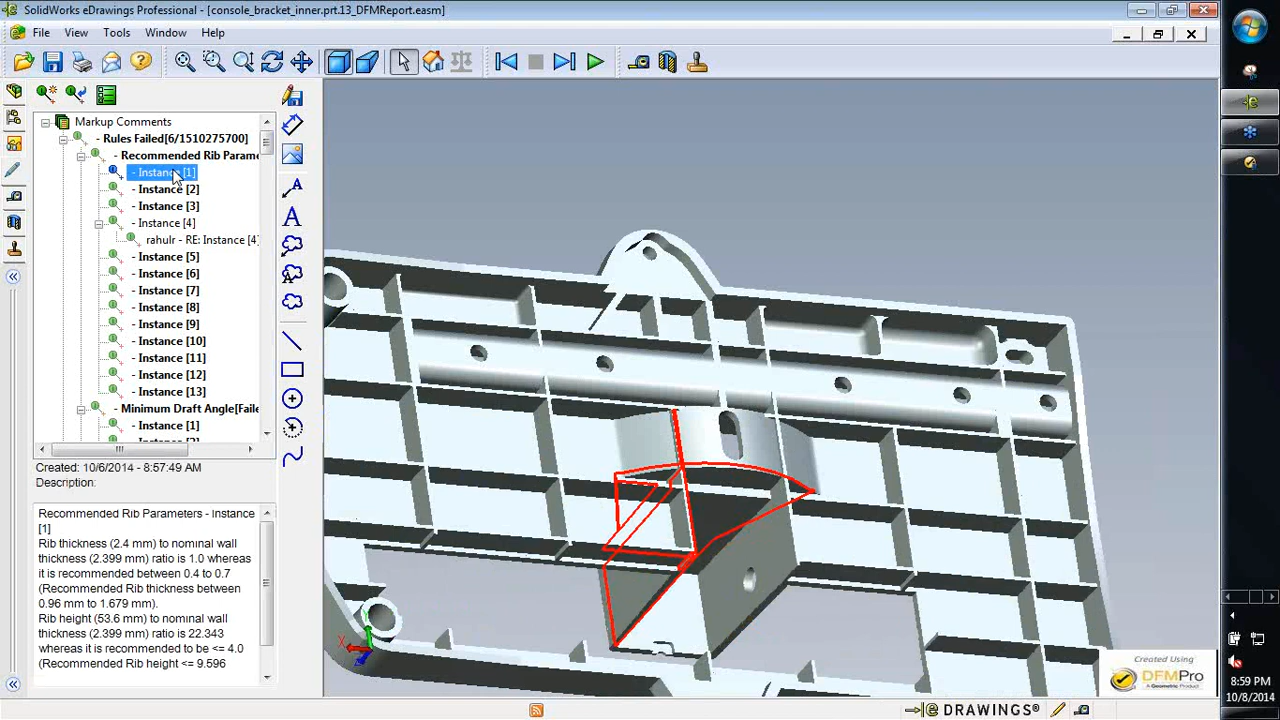 SolidWorks eDrawings Professional - [console_bracket_inner.prt.13_DFMReport.easm]
File View Tools Window Help
Markup Comments
- Rules Failed[6/1510275700]
- Recommended Rib Parame
- Instance [1]
- Instance [2]
- Instance [3]
- Instance [4]
rahulr - RE: Instance [4]
- Instance [5]
- Instance [6]
- Instance [7]
- Instance [8]
- Instance [9]
- Instance [10]
- Instance [11]
- Instance [12]
- Instance [13]
- Minimum Draft Angle[Faile
- Instance [1]
Created: 10/6/2014 - 8:57:49 AM
Description:
Recommended Rib Parameters - Instance
[1]
Rib thickness (2.4 mm) to nominal wall
thickness (2.399 mm) ratio is 1.0 whereas
it is recommended between 0.4 to 0.7
(Recommended Rib thickness between
0.96 mm to 1.679 mm).
Rib height (53.6 mm) to nominal wall
thickness (2.399 mm) ratio is 22.343
whereas it is recommended to be <= 4.0
(Recommended Rib height <= 9.596
X
Created Using
DFMPro
A Geometric Product
eDRAWINGS®
8:59 PM
10/8/2014